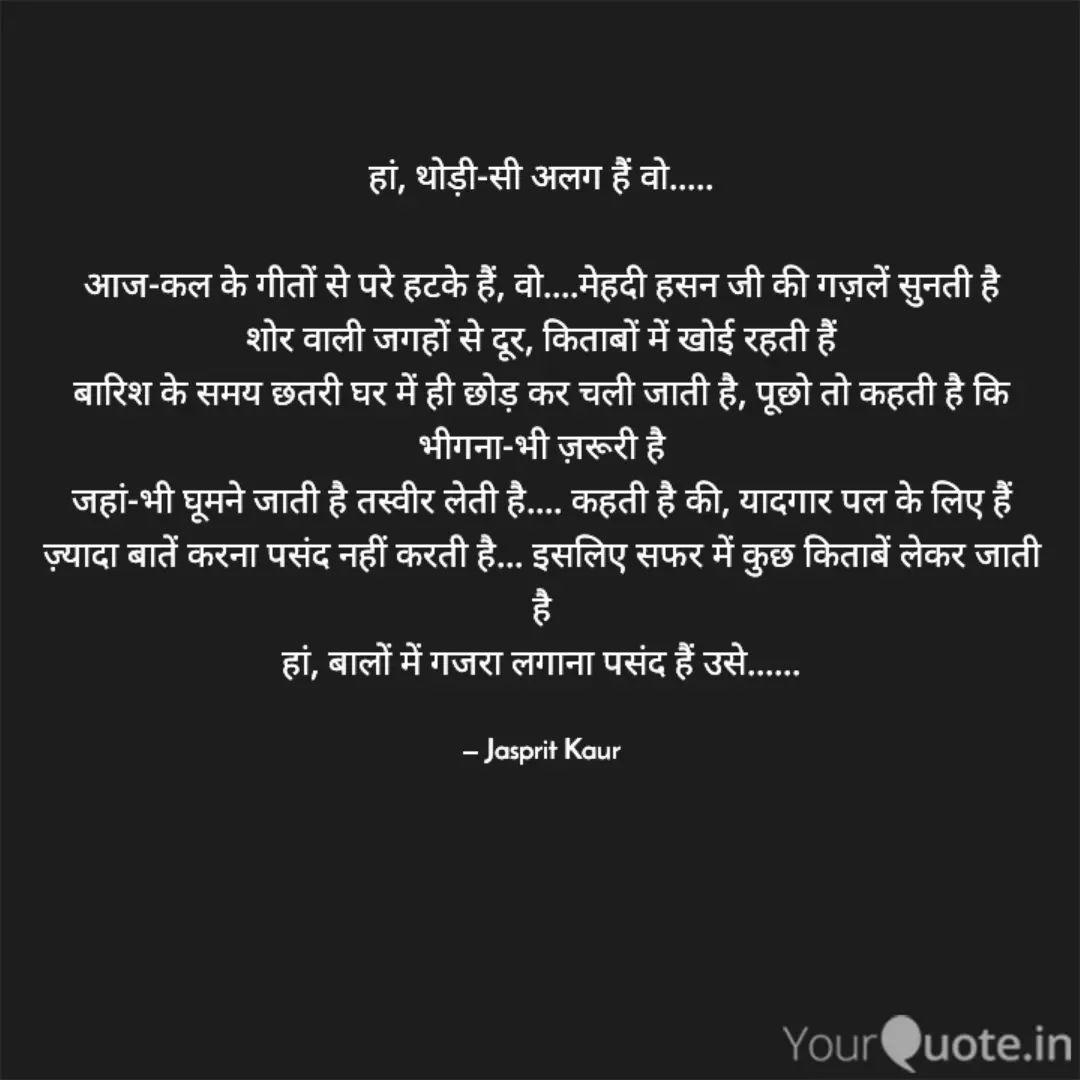 हां, थोड़ी-सी अलग हैं वो.....
आज-कल के गीतों से परे हटके हैं, वो....मेहदी हसन जी की गज़लें सुनती है
शोर वाली जगहों से दूर, किताबों में खोई रहती हैं
बारिश के समय छतरी घर में ही छोड़ कर चली जाती है, पूछो तो कहती है कि
भीगना-भी ज़रूरी है
जहां-भी घूमने जाती है तस्वीर लेती है.... कहती है की, यादगार पल के लिए हैं
ज़्यादा बातें करना पसंद नहीं करती है... इसलिए सफर में कुछ किताबें लेकर जाती
है
हां, बालों में गजरा लगाना पसंद हैं उसे......
– Jasprit Kaur
YourQuote.in